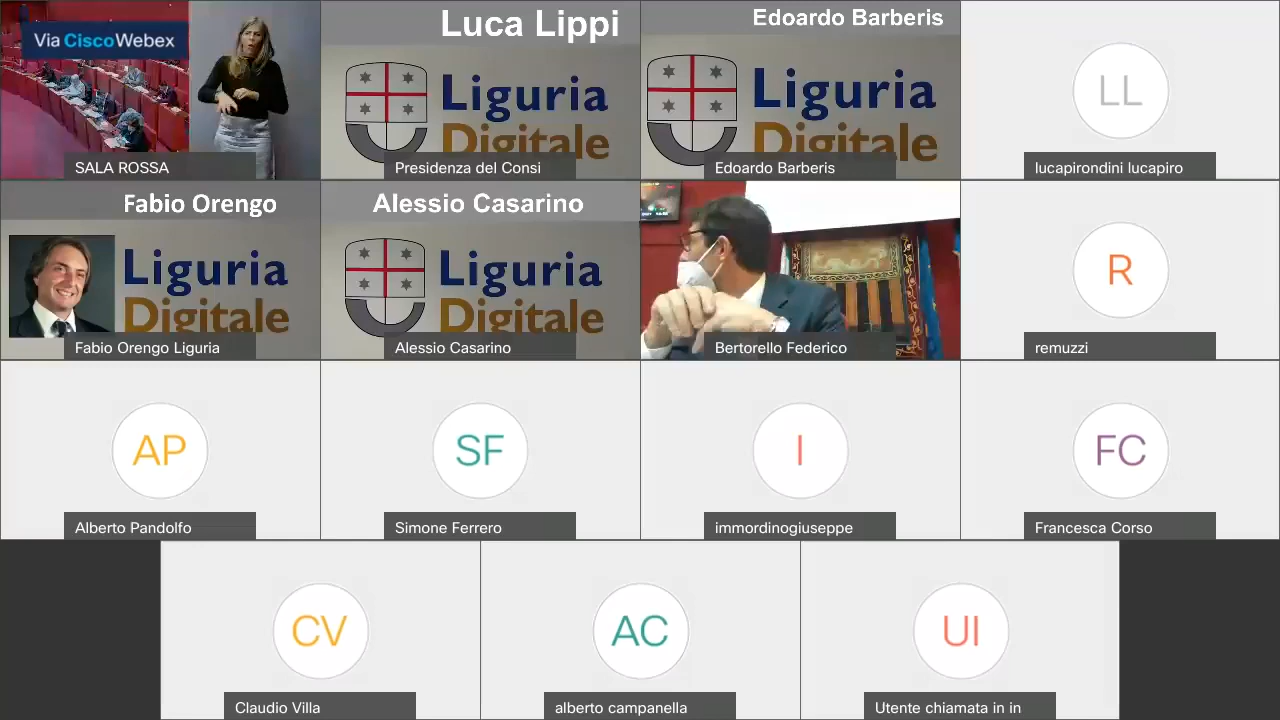 Via Cisco Webex
SALA ROSSA
Luca Lippi
Liguria
Digitale
Presidenza del Consi
Edoardo Barberis
Liguria
Digitale
Edoardo Barberis
LL
lucapirondini lucapiro
Fabio Orengo
Liguria
Digitale
Fabio Orengo Liguria
Alessio Casarino
Liguria
Digitale
Alessio Casarino
Bertorello Federico
R
remuzzi
AP
Alberto Pandolfo
SF
Simone Ferrero
I
immordinogiuseppe
FC
Francesca Corso
CV
Claudio Villa
AC
alberto campanella
UI
Utente chiamata in in